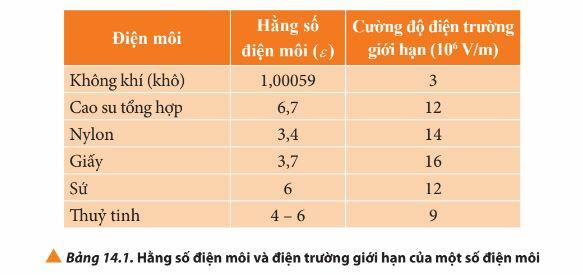 Điện môi | Hằng số điện môi (ε) | Cường độ điện trường giới hạn (10⁶ V/m)
Không khí (khô) | 1,00059 | 3
Cao su tổng hợp | 6,7 | 12
Nylon | 3,4 | 14
Giấy | 3,7 | 16
Sứ | 6 | 12
Thuỷ tinh | 4 – 6 | 9
▲ Bảng 14.1. Hằng số điện môi và điện trường giới hạn của một số điện môi